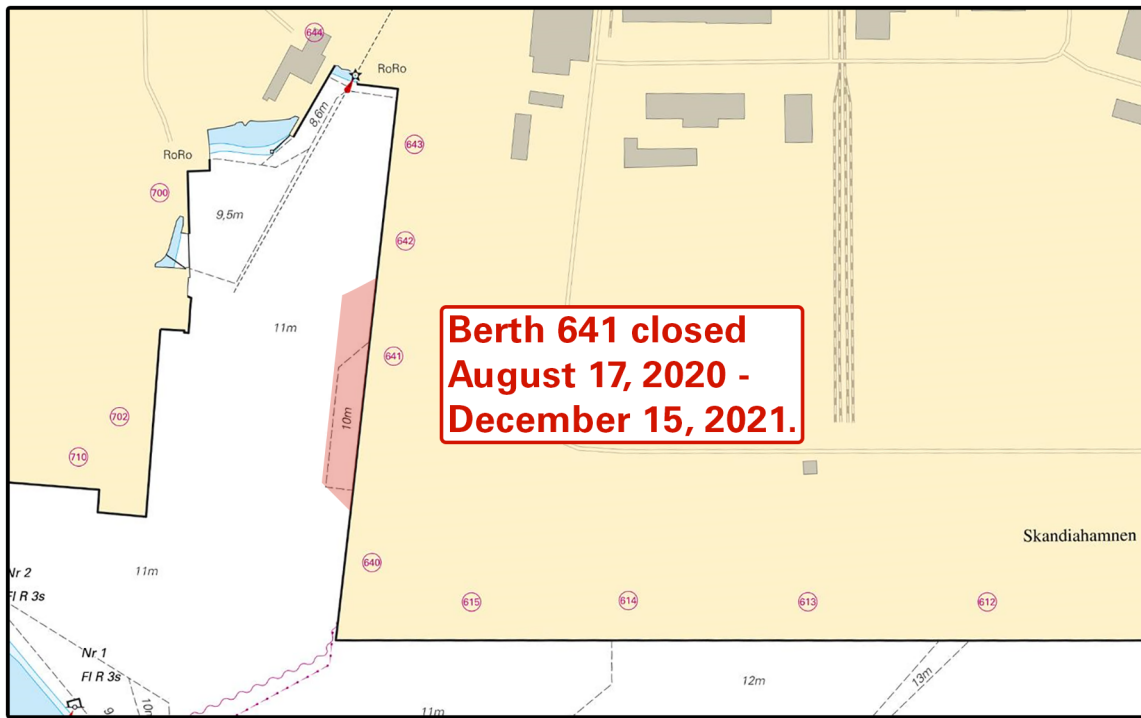 644
RoRo
8,6m
643
RoRo
700
9,5m
642
11m
Berth 641 closed
August 17, 2020 -
December 15, 2021.
641
10m
702
710
Skandiahamnen
640
Nr 2
Fl R 3s
11m
615
614
613
612
Nr 1
Fl R 3s
12m
13m
11m